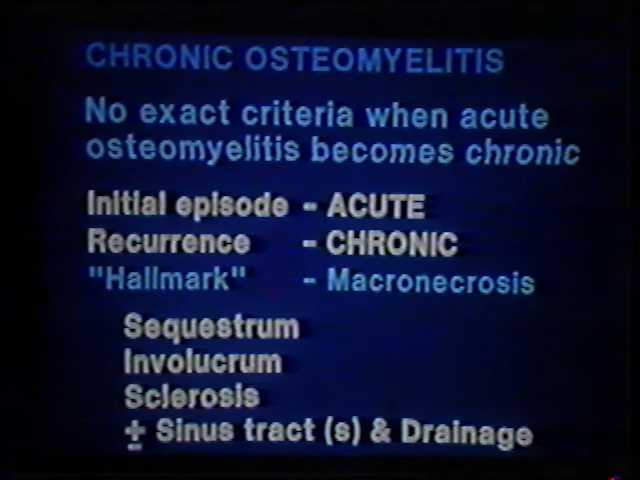 CHRONIC OSTEOMYELITIS
No exact criteria when acute
osteomyelitis becomes chronic
Initial episode - ACUTE
Recurrence - CHRONIC
"Hallmark" - Macronecrosis
Sequestrum
Involucrum
Sclerosis
± Sinus tract (s) & Drainage